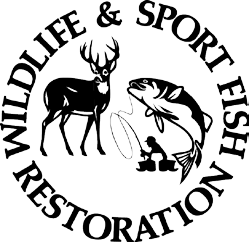 WILDLIFE & SPORT FISH
RESTORATION